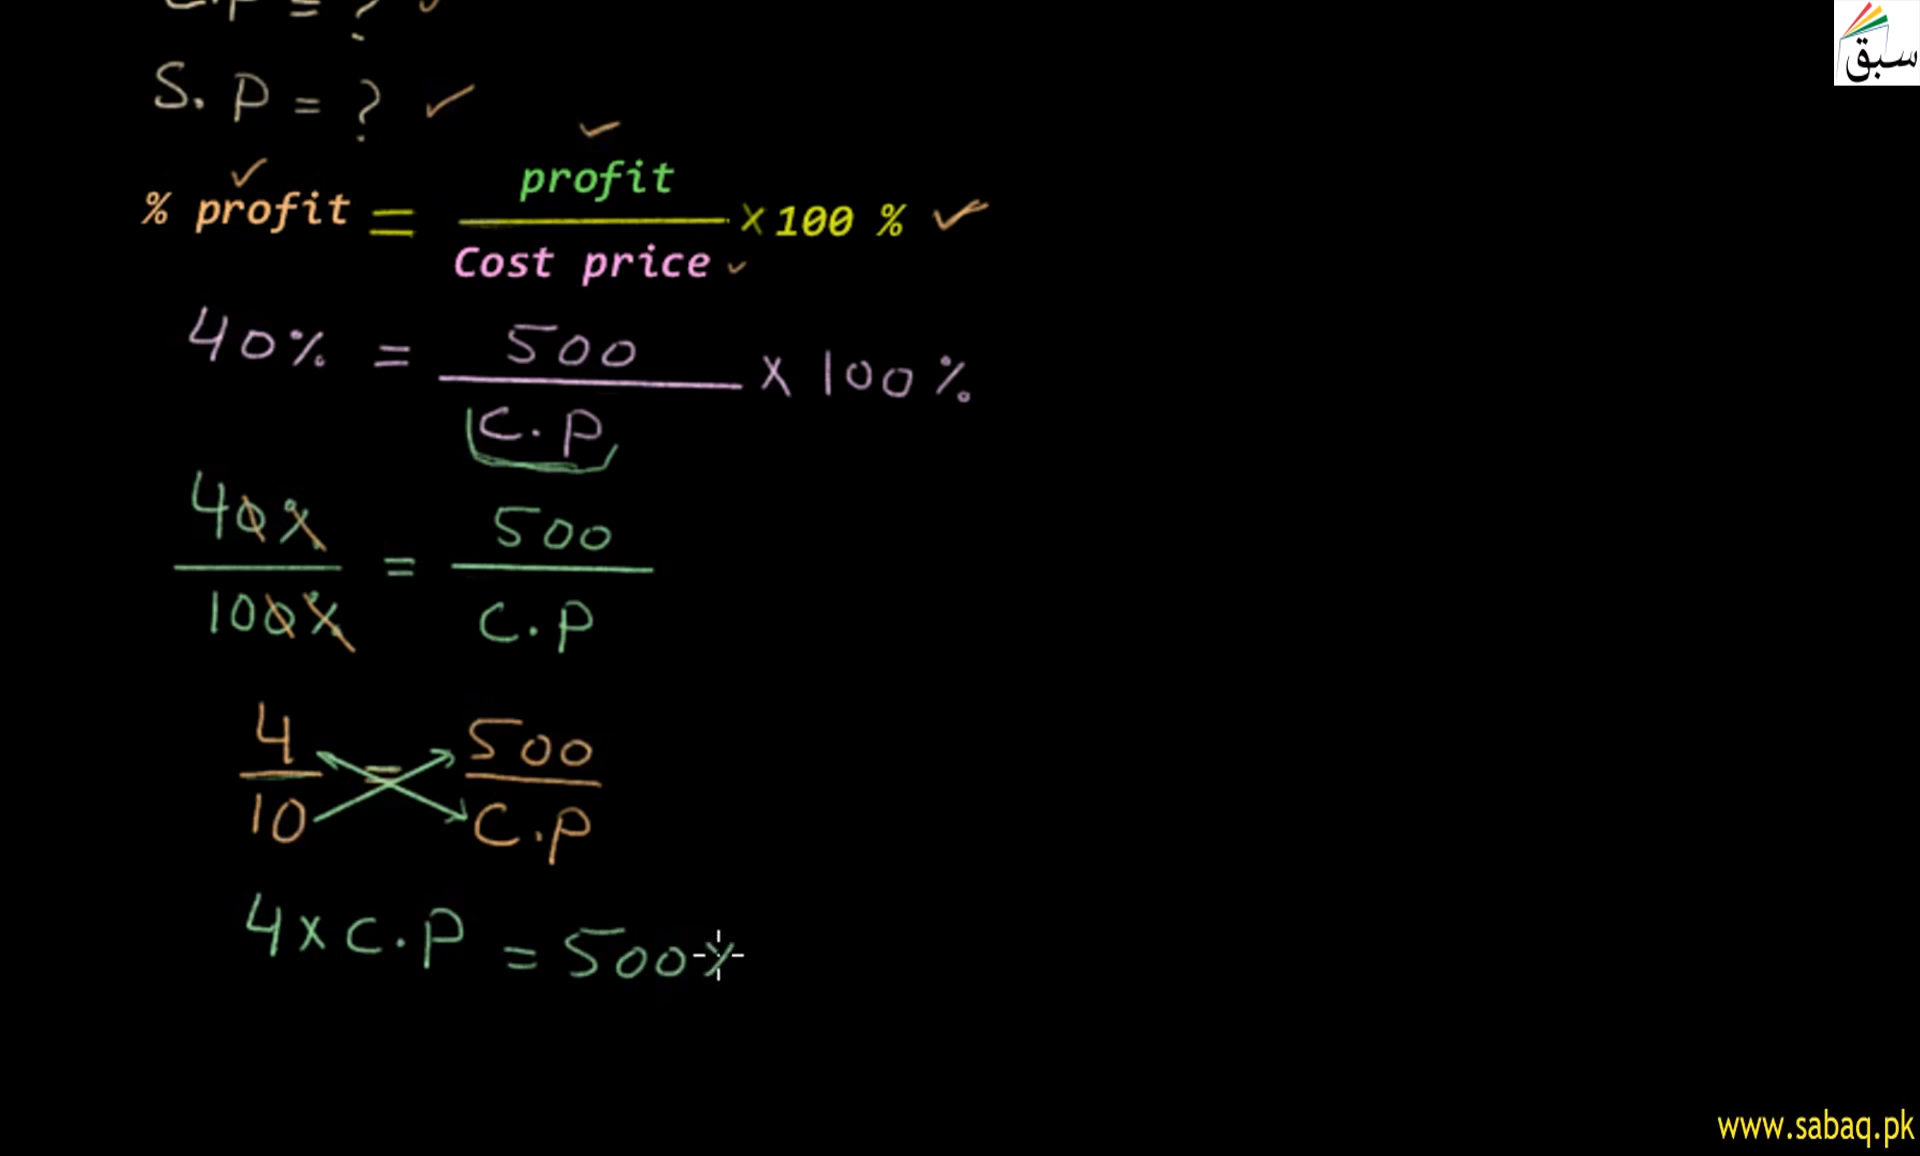 C.P = ?
سبق
S. P = ?
% profit = profit / Cost price × 100 %
40% = 500 / C.P × 100%
40% / 100% = 500 / C.P
4 / 10 = 500 / C.P
4 × C.P = 500 ×
www.sabaq.pk